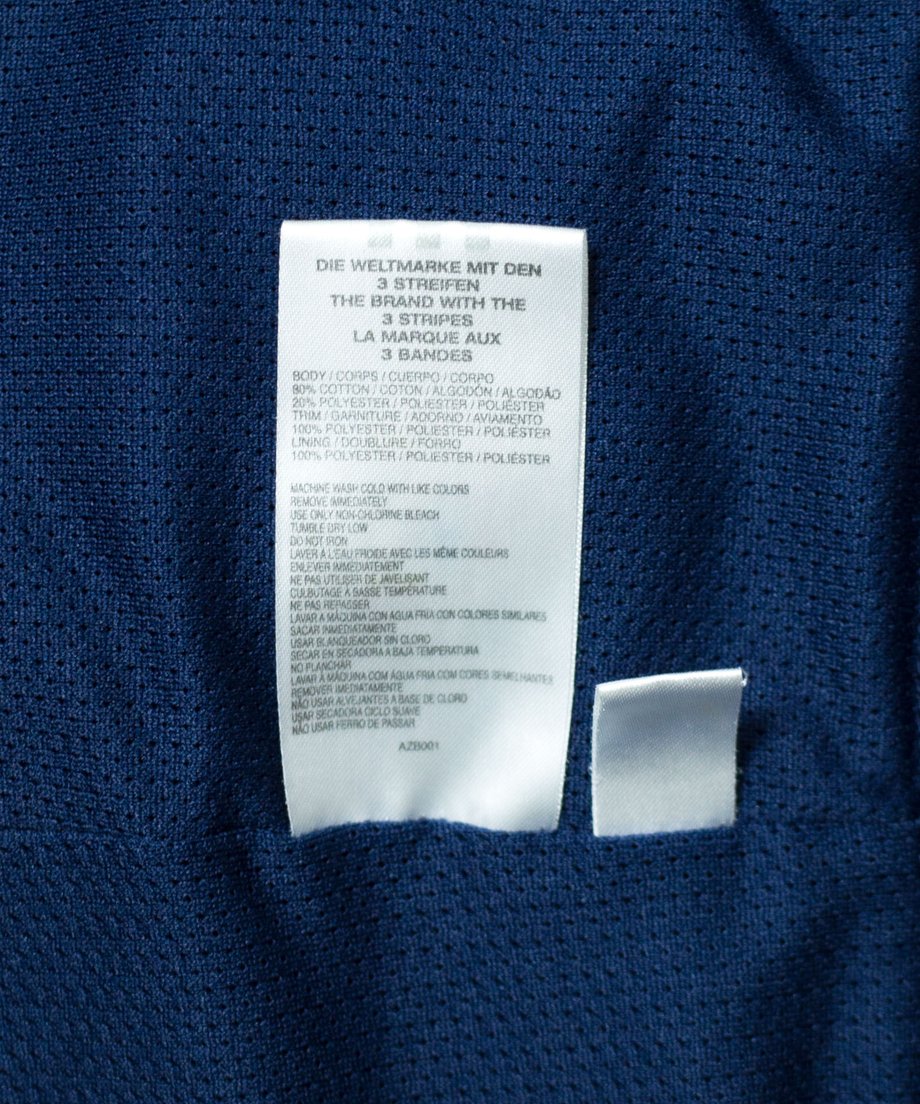 DIE WELTMARKE MIT DEN
3 STREIFEN
THE BRAND WITH THE
3 STRIPES
LA MARQUE AUX
3 BANDES
BODY / CORPS / CUERPO / CORPO
80% COTTON / COTON / ALGODÓN / ALGODÃO
20% POLYESTER / POLIESTER / POLIÉSTER
TRIM / GARNITURE / ADORNO / AVIAMENTO
100% POLYESTER / POLIESTER / POLIÉSTER
LINING / DOUBLURE / FORRO
100% POLYESTER / POLIESTER / POLIÉSTER
MACHINE WASH COLD WITH LIKE COLORS
REMOVE IMMEDIATELY
USE ONLY NON-CHLORINE BLEACH
TUMBLE DRY LOW
DO NOT IRON
LAVER À L'EAU FROIDE AVEC LES MÊME COULEURS
ENLEVER IMMÉDIATEMENT
NE PAS UTILISER DE JAVELISANT
CULBUTAGE A BASSE TEMPÉRATURE
NE PAS REPASSER
LAVAR A MÁQUINA CON AGUA FRIA CON COLORES SIMILARES
SACAR INMEDIATAMENTE
USAR BLANQUEADOR SIN CLORO
SECAR EN SECADORA A BAJA TEMPERATURA
NO PLANCHAR
LAVAR À MÁQUINA COM ÁGUA FRIA COM CORES SEMELHANTES
REMOVER IMEDIATAMENTE
NÃO USAR ALVEJANTES A BASE DE CLORO
USAR SECADORA CICLO SUAVE
NÃO USAR FERRO DE PASSAR
AZB001